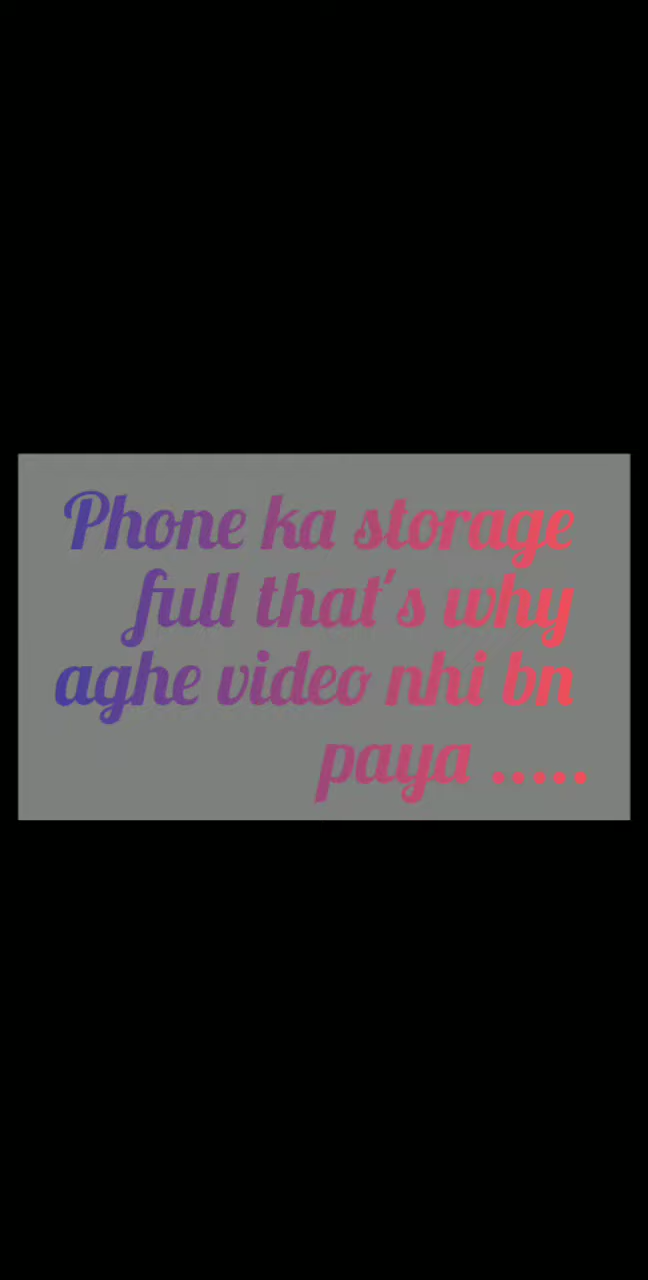 Phone ka storage
full that's why
aghe video nhi bn
paya .....